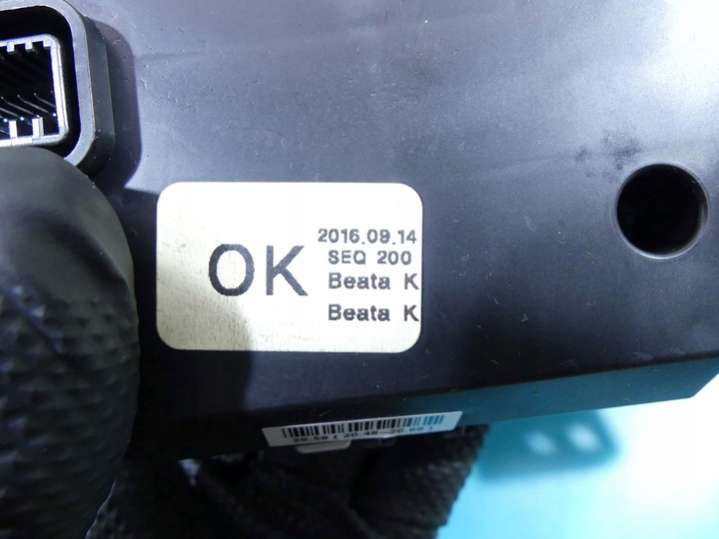 OK
2016.09.14
SEQ 200
Beata K
Beata K